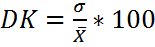 DK = σ / X̄ * 100